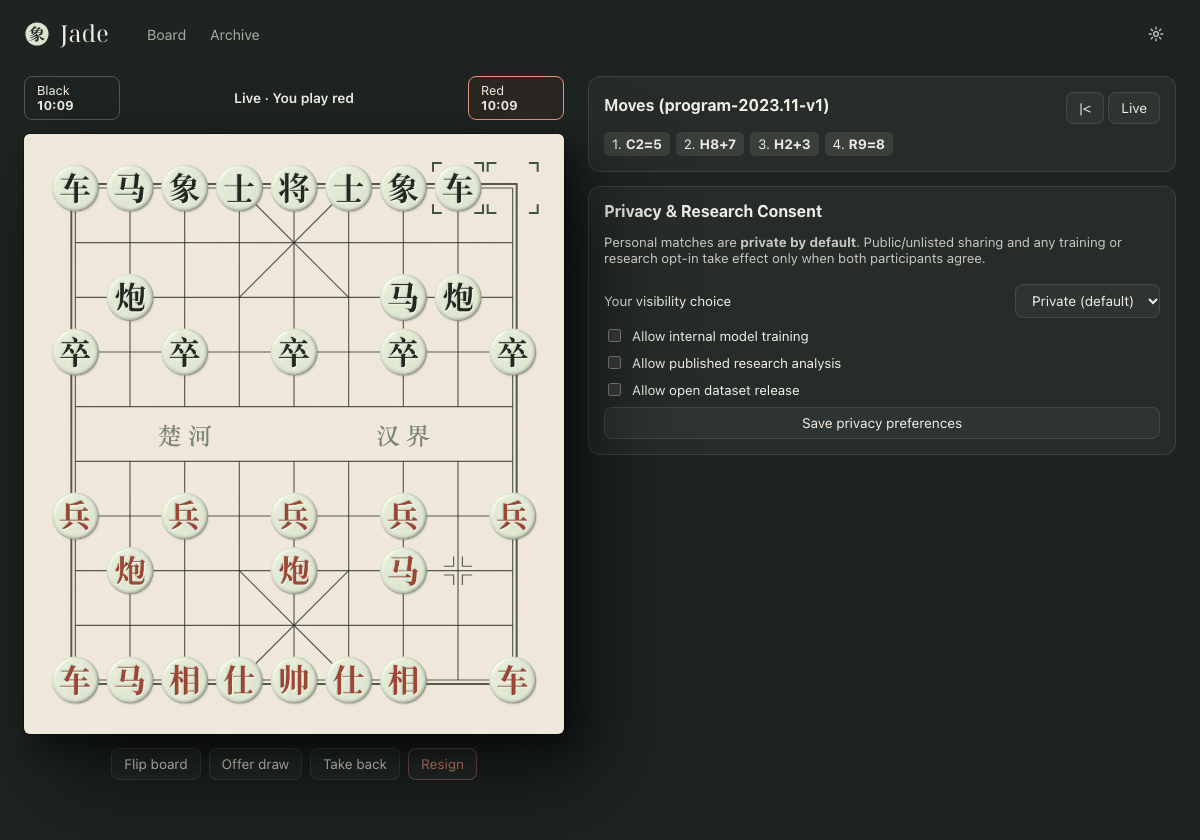 象 Jade Board Archive
Black
10:09
Live · You play red
Red
10:09
车 马 象 士 将 士 象 车
炮 马 炮
卒 卒 卒 卒 卒
楚河 汉界
兵 兵 兵 兵 兵
炮 炮 马
车 马 相 仕 帅 仕 相 车
Flip board Offer draw Take back Resign
Moves (program-2023.11-v1) |< Live
1. C2=5 2. H8+7 3. H2+3 4. R9=8
Privacy & Research Consent
Personal matches are private by default. Public/unlisted sharing and any training or
research opt-in take effect only when both participants agree.
Your visibility choice Private (default)
Allow internal model training
Allow published research analysis
Allow open dataset release
Save privacy preferences